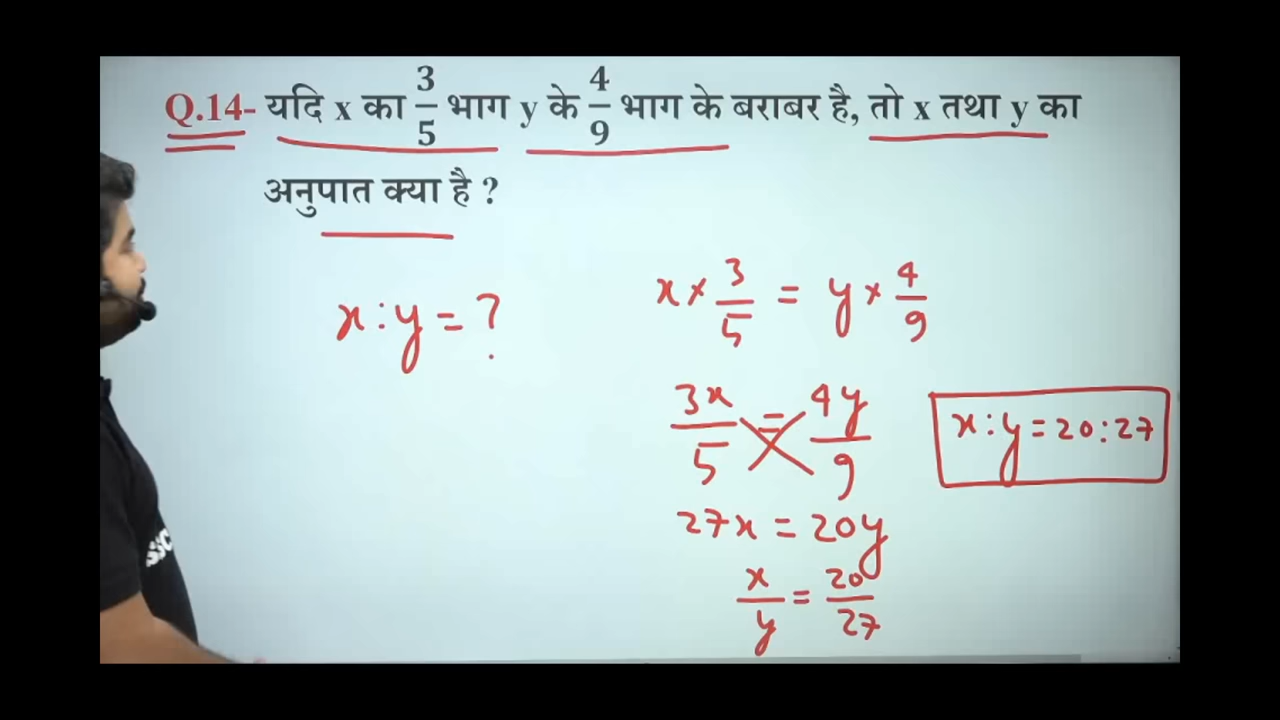 Q.14- यदि x का 3/5 भाग y के 4/9 भाग के बराबर है, तो x तथा y का
अनुपात क्या है ?
x : y = ?
x × 3/5 = y × 4/9
3x/5 = 4y/9
27x = 20y
x/y = 20/27
x : y = 20 : 27